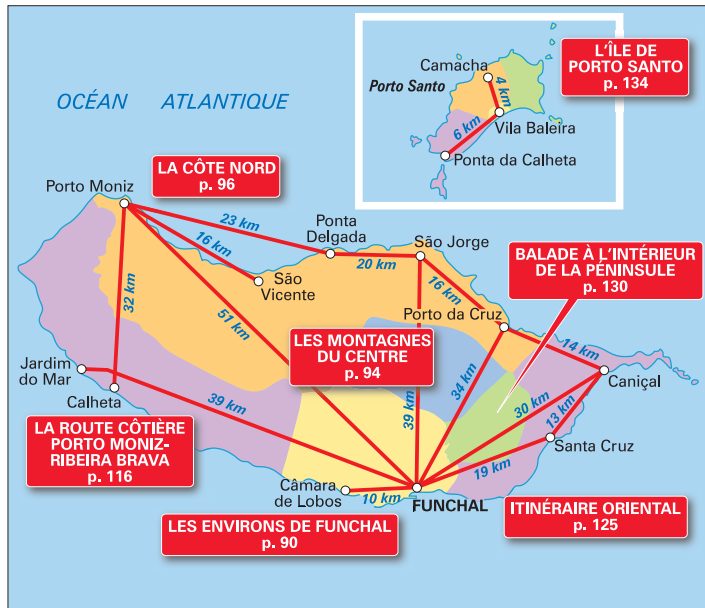 L'ÎLE DE
PORTO SANTO
p. 134
Camacha
Porto Santo
4 km
Vila Baleira
6 km
Ponta da Calheta
OCÉAN ATLANTIQUE
LA CÔTE NORD
p. 96
Porto Moniz
23 km
Ponta
Delgada
São Jorge
16 km
20 km
São
Vicente
BALADE À L'INTÉRIEUR
DE LA PÉNINSULE
p. 130
16 km
Porto da Cruz
32 km
51 km
LES MONTAGNES
DU CENTRE
p. 94
14 km
Jardim
do Mar
Calheta
Caniçal
34 km
39 km
39 km
30 km
13 km
LA ROUTE CÔTIÈRE
PORTO MONIZ-
RIBEIRA BRAVA
p. 116
Santa Cruz
19 km
Câmara
de Lobos
10 km
FUNCHAL
LES ENVIRONS DE FUNCHAL
p. 90
ITINÉRAIRE ORIENTAL
p. 125